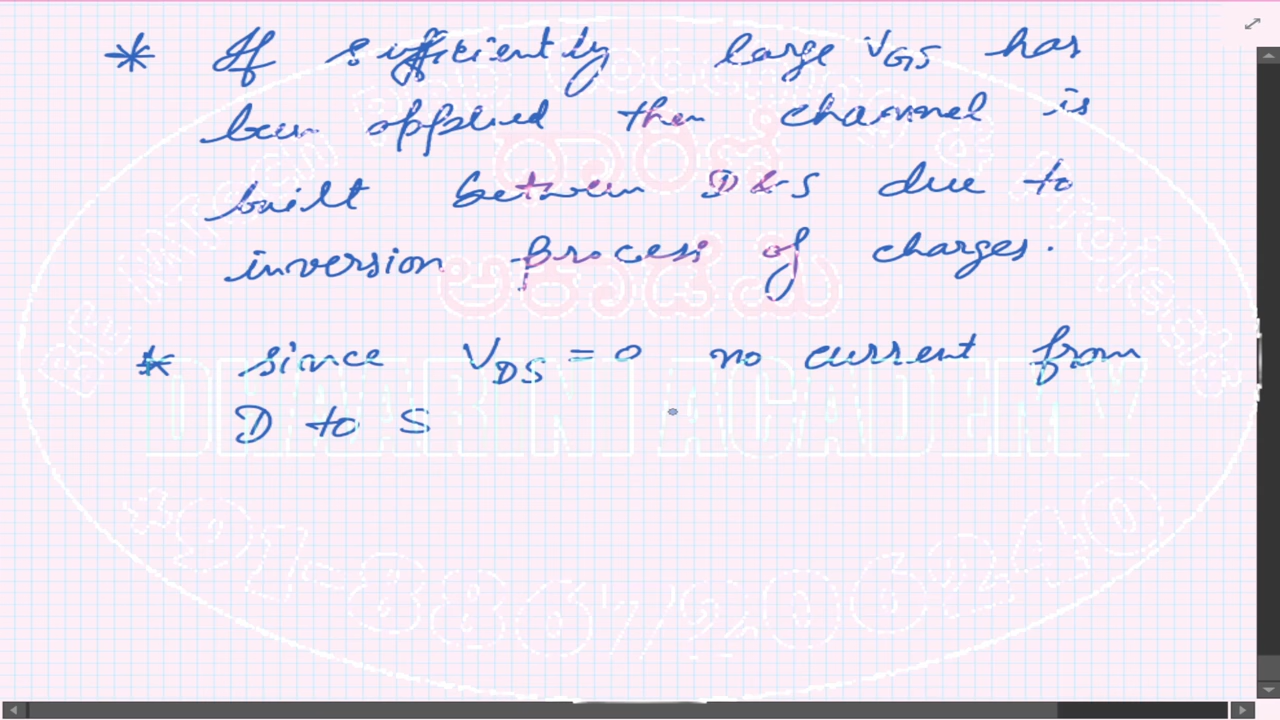 * If sufficiently large VGS has
been applied then channel is
built between D & S due to
inversion process of charges.
* since VDS = 0 no current from
D to S
ACADEMY